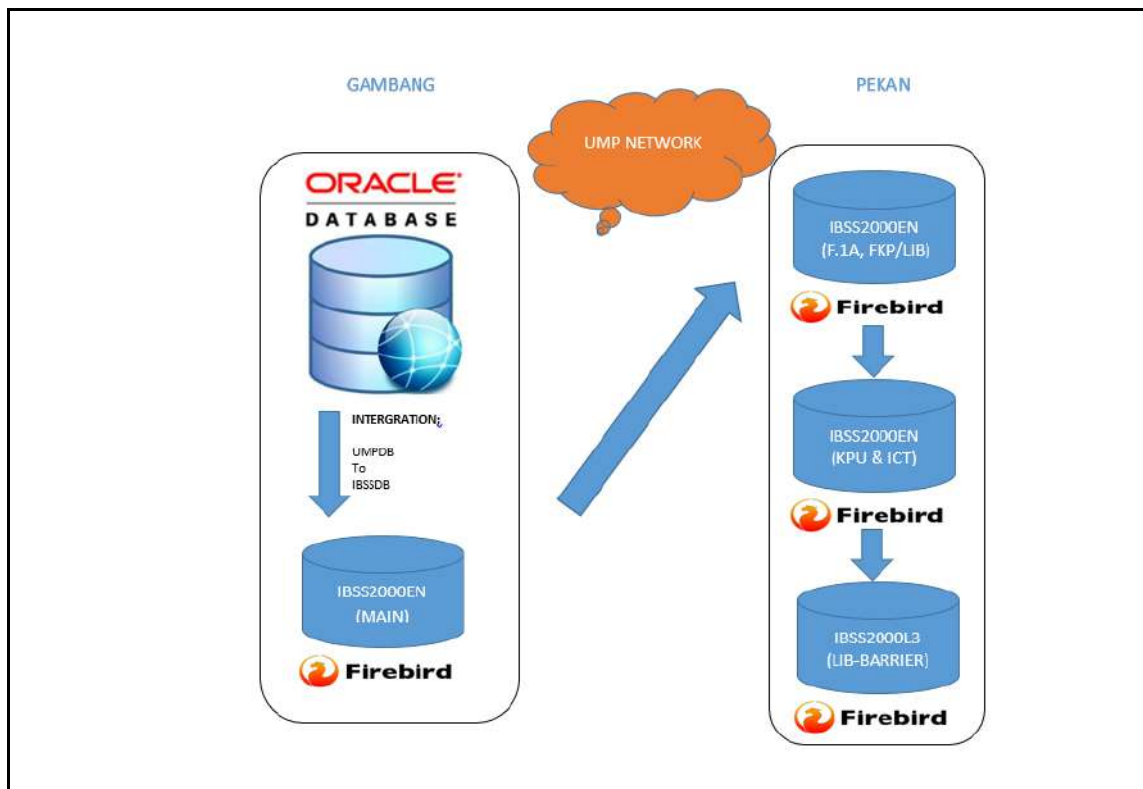 GAMBANG
ORACLE
DATABASE
INTERGRATION;
UMPDB
To
IBSSDB
IBSS2000EN
(MAIN)
Firebird
UMP NETWORK
PEKAN
IBSS2000EN
(F.1A, FKP/LIB)
Firebird
IBSS2000EN
(KPU & ICT)
Firebird
IBSS2000L3
(LIB-BARRIER)
Firebird